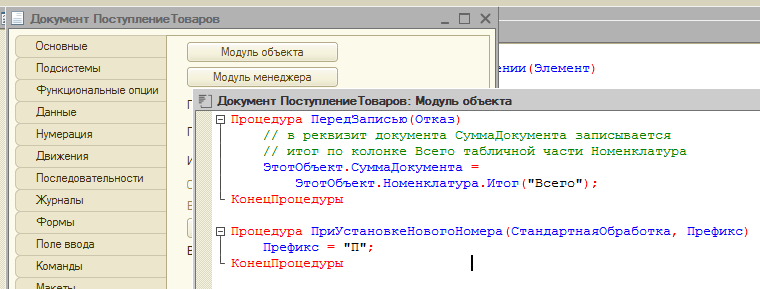 Документ ПоступлениеТоваров
Основные
Подсистемы
Функциональные опции
Данные
Нумерация
Движения
Последовательности
Журналы
Формы
Поле ввода
Команды
Макеты
Модуль объекта
Модуль менеджера
ении(Элемент)
Документ ПоступлениеТоваров: Модуль объекта
Процедура ПередЗаписью(Отказ)
// в реквизит документа СуммаДокумента записывается
// итог по колонке Всего табличной части Номенклатура
ЭтотОбъект.СуммаДокумента =
ЭтотОбъект.Номенклатура.Итог("Всего");
КонецПроцедуры
Процедура ПриУстановкеНовогоНомера(СтандартнаяОбработка, Префикс)
Префикс = "П";
КонецПроцедуры